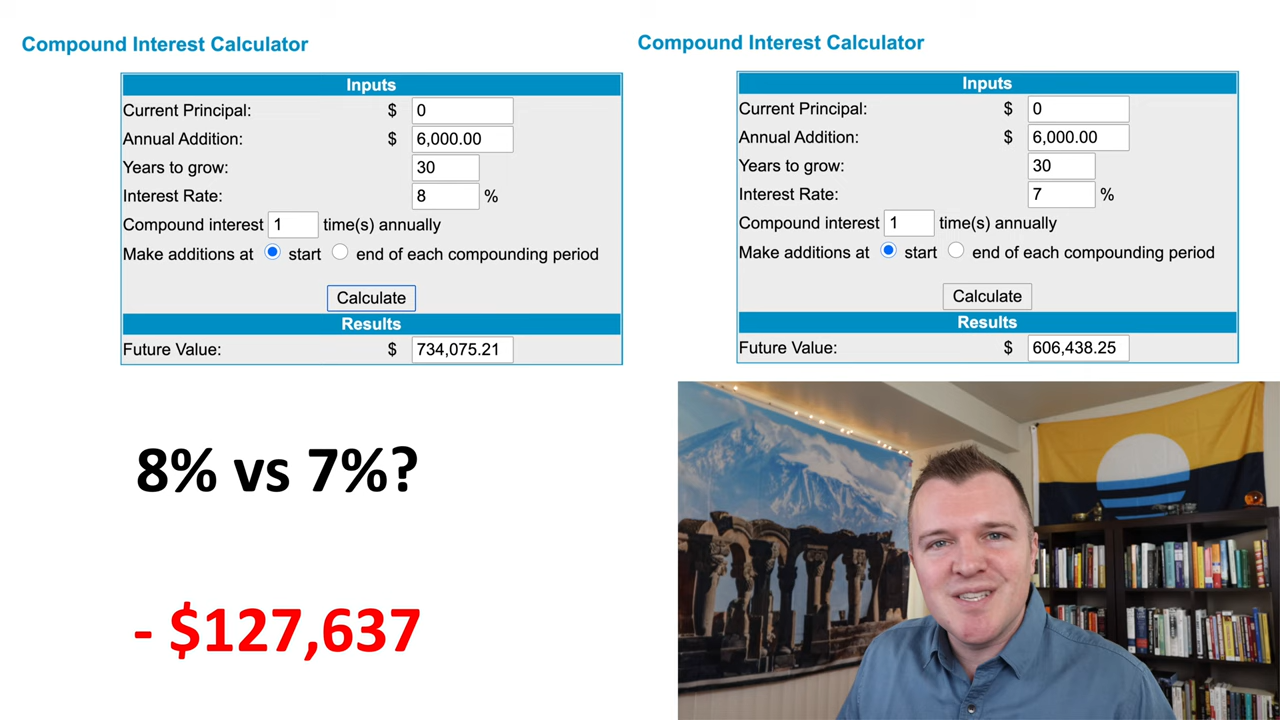 Compound Interest Calculator
Inputs
Current Principal: $ 0
Annual Addition: $ 6,000.00
Years to grow: 30
Interest Rate: 8 %
Compound interest 1 time(s) annually
Make additions at start end of each compounding period
Calculate
Results
Future Value: $ 734,075.21
Compound Interest Calculator
Inputs
Current Principal: $ 0
Annual Addition: $ 6,000.00
Years to grow: 30
Interest Rate: 7 %
Compound interest 1 time(s) annually
Make additions at start end of each compounding period
Calculate
Results
Future Value: $ 606,438.25
8% vs 7%?
- $127,637